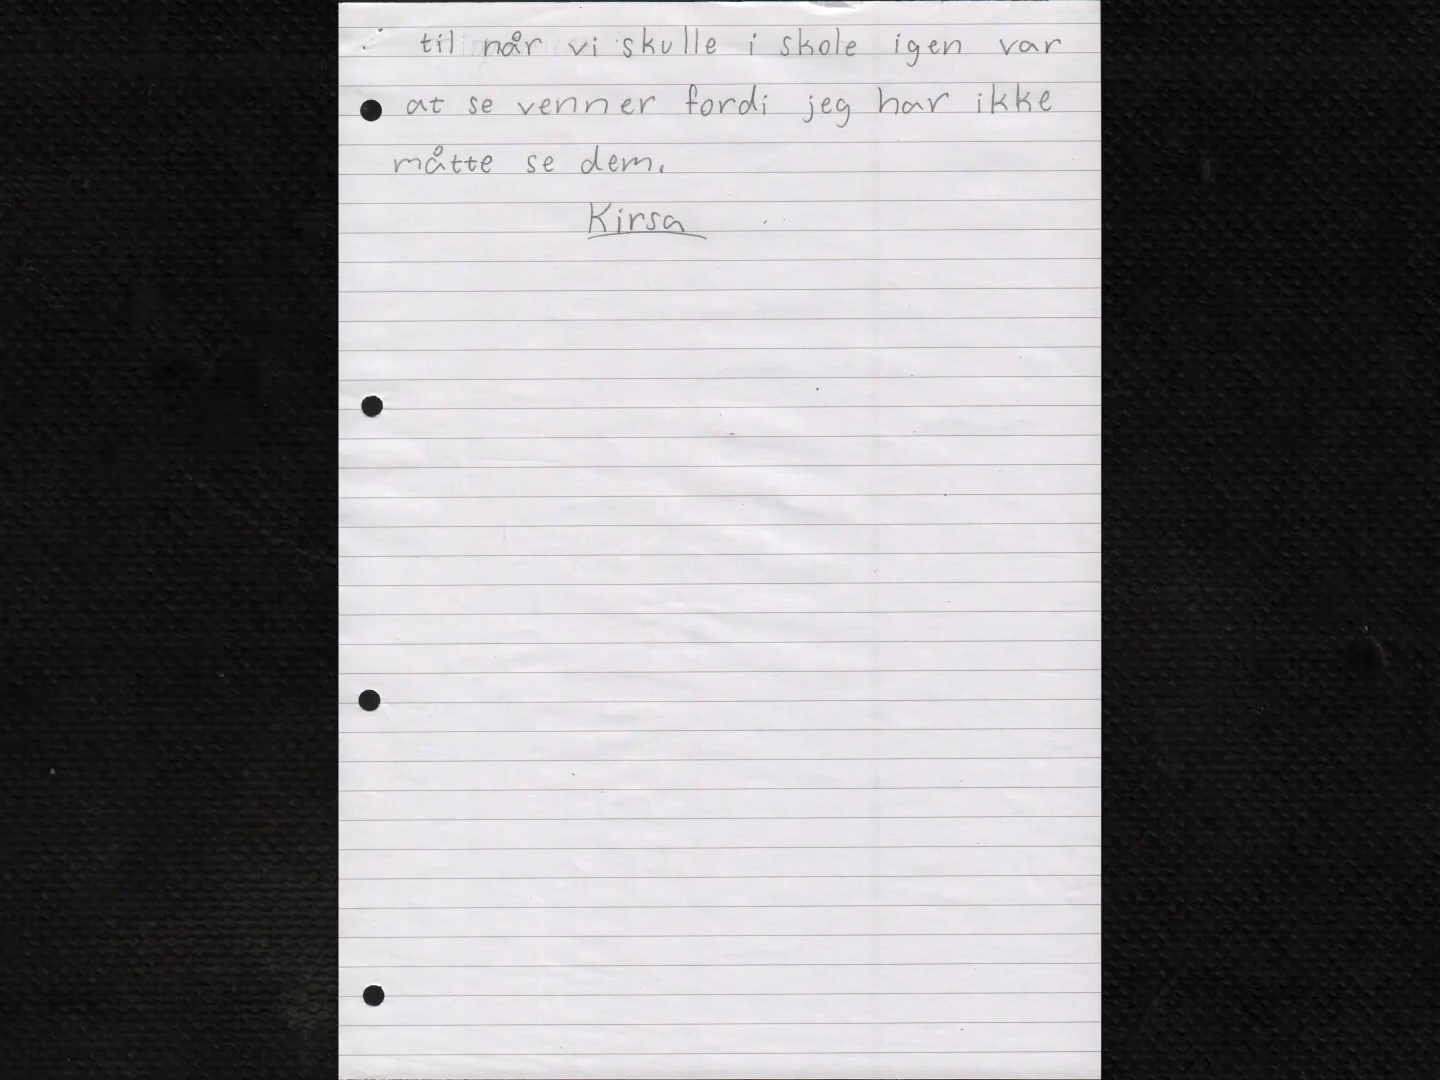 til når vi skulle i skole igen var
at se venner fordi jeg har ikke
måtte se dem.
Kirsa